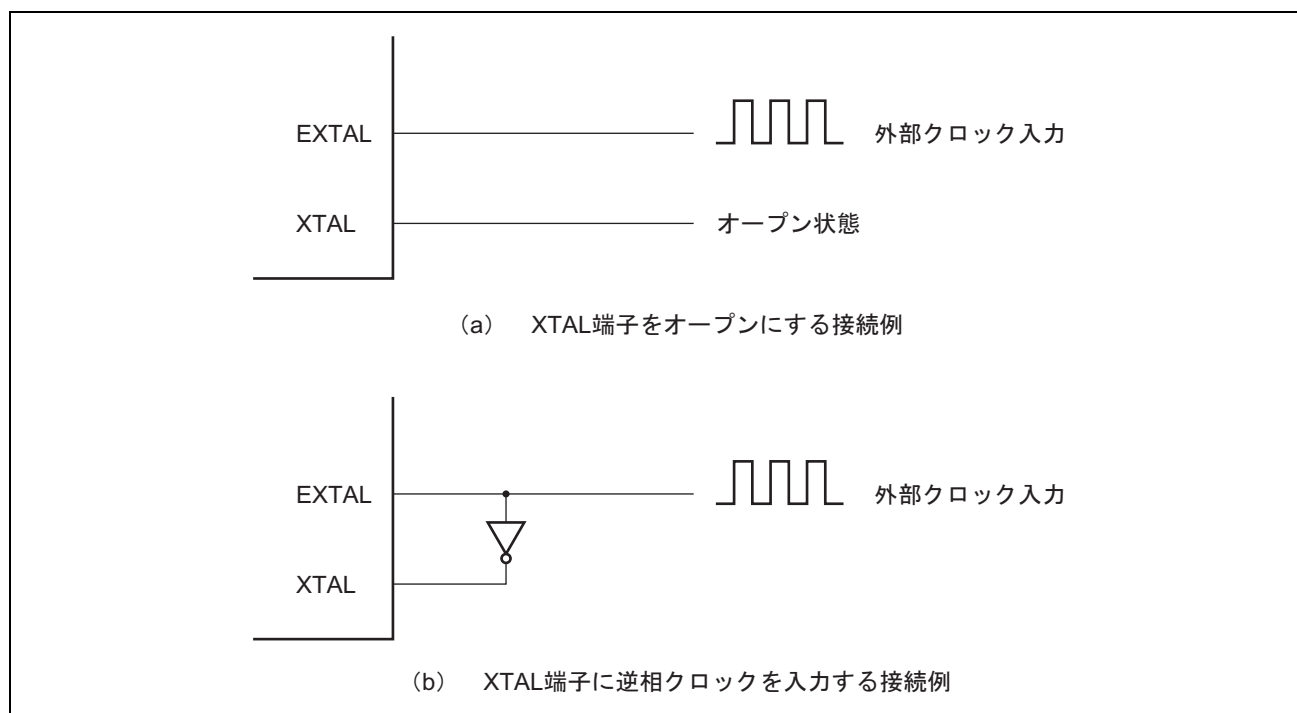 EXTAL 外部クロック入力
XTAL オープン状態
(a) XTAL端子をオープンにする接続例
EXTAL 外部クロック入力
XTAL
(b) XTAL端子に逆相クロックを入力する接続例